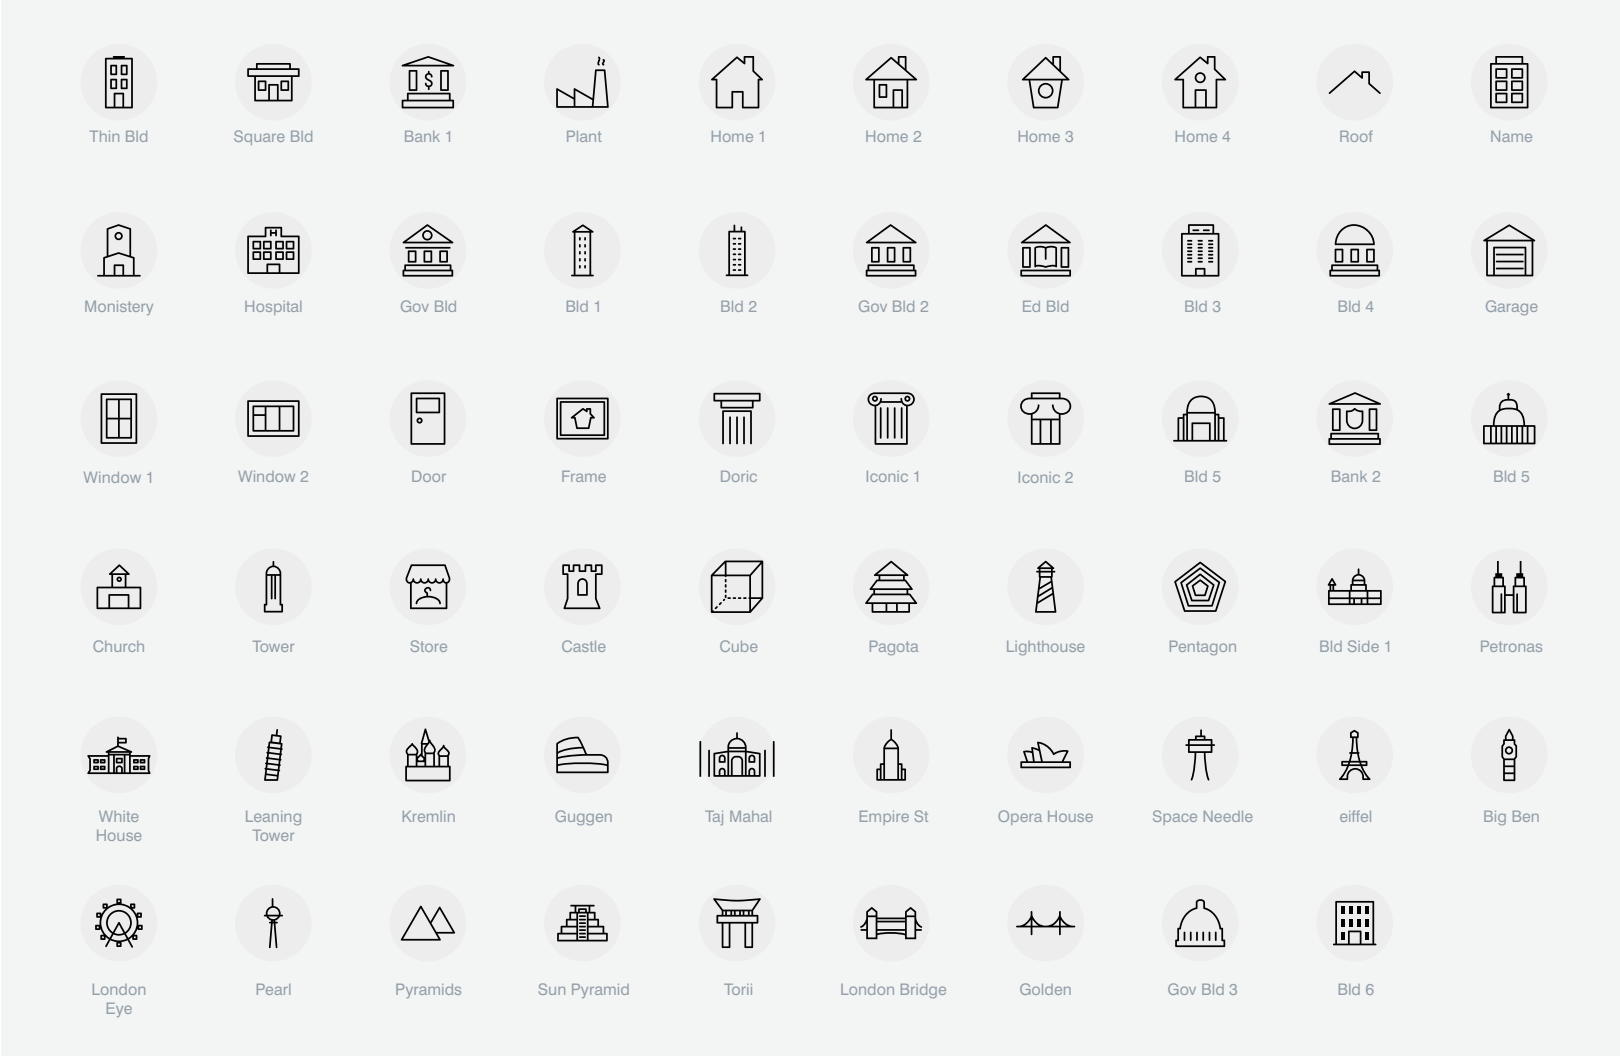 Thin Bld
Square Bld
Bank 1
Plant
Home 1
Home 2
Home 3
Home 4
Roof
Name
Monistery
H
Hospital
Gov Bld
Bld 1
Bld 2
Gov Bld 2
Ed Bld
Bld 3
Bld 4
Garage
Window 1
Window 2
Door
Frame
Doric
Iconic 1
Iconic 2
Bld 5
Bank 2
Bld 5
Church
Tower
Store
Castle
Cube
Pagota
Lighthouse
Pentagon
Bld Side 1
Petronas
White
House
Leaning
Tower
Kremlin
Guggen
Taj Mahal
Empire St
Opera House
Space Needle
eiffel
Big Ben
London
Eye
Pearl
Pyramids
Sun Pyramid
Torii
London Bridge
Golden
Gov Bld 3
Bld 6